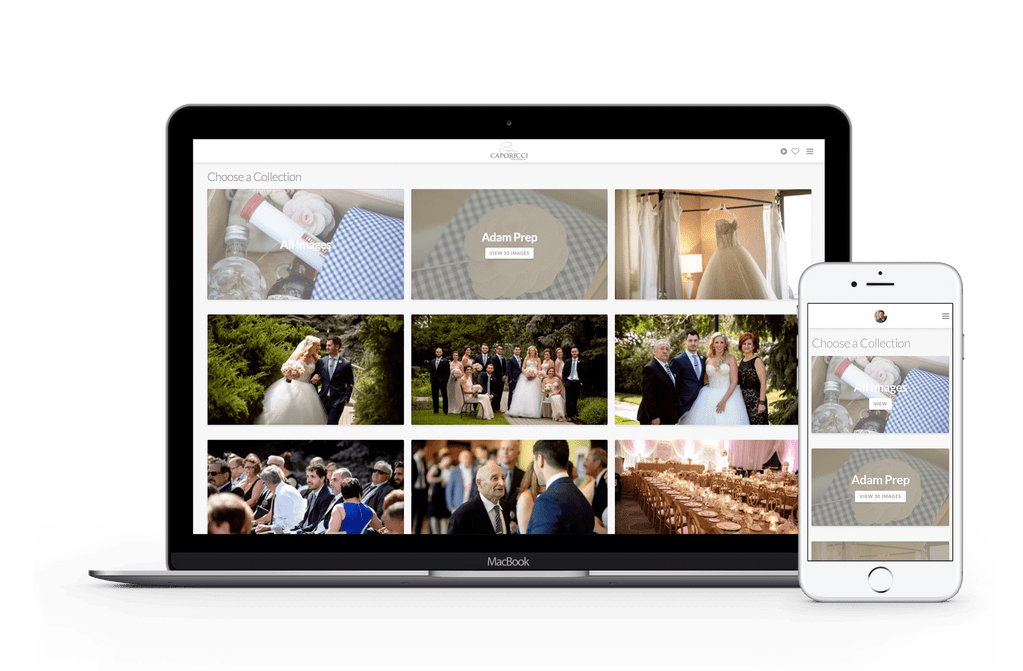 CAPORICCI
Choose a Collection
All Images
Adam Prep
VIEW 30 IMAGES
MacBook
Choose a Collection
All Images
VIEW
Adam Prep
VIEW 30 IMAGES